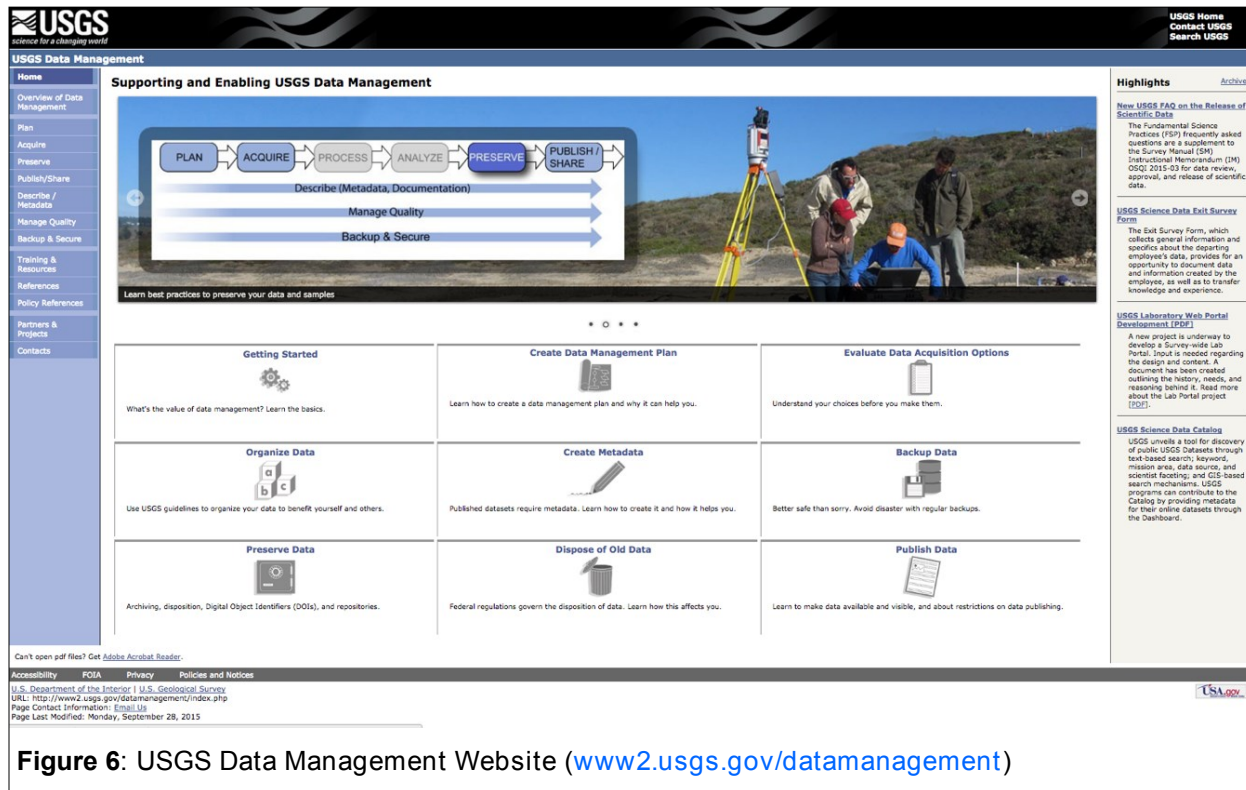 USGS
science for a changing world
USGS Home
Contact USGS
Search USGS
USGS Data Management
Home
Overview of Data
Management
Plan
Acquire
Preserve
Publish/Share
Describe /
Metadata
Manage Quality
Backup & Secure
Training &
Resources
References
Policy References
Partners &
Projects
Contacts
Supporting and Enabling USGS Data Management
PLAN
ACQUIRE
PROCESS
ANALYZE
PRESERVE
PUBLISH /
SHARE
Describe (Metadata, Documentation)
Manage Quality
Backup & Secure
Learn best practices to preserve your data and samples
Getting Started
What's the value of data management? Learn the basics.
Create Data Management Plan
Learn how to create a data management plan and why it can help you.
Evaluate Data Acquisition Options
Understand your choices before you make them.
Organize Data
a
b c
Use USGS guidelines to organize your data to benefit yourself and others.
Create Metadata
Published datasets require metadata. Learn how to create it and how it helps you.
Backup Data
Better safe than sorry. Avoid disaster with regular backups.
Preserve Data
Archiving, disposition, Digital Object Identifiers (DOIs), and repositories.
Dispose of Old Data
Federal regulations govern the disposition of data. Learn how this affects you.
Publish Data
Learn to make data available and visible, and about restrictions on data publishing.
Highlights
Archive
New USGS FAQ on the Release of
Scientific Data
The Fundamental Science
Practices (FSP) frequently asked
questions are a supplement to
the Survey Manual (SM)
Instructional Memorandum (IM)
OSQI 2015-03 for data review,
approval, and release of scientific
data.
USGS Science Data Exit Survey
Form
The Exit Survey Form, which
collects general information and
specifics about the departing
employee's data, provides for an
opportunity to document data
and information created by the
employee, as well as to transfer
knowledge and experience.
USGS Laboratory Web Portal
Development [PDF]
A new project is underway to
develop a Survey-wide Lab
Portal. Input is needed regarding
the design and content. A
document has been created
outlining the history, needs, and
reasoning behind it. Read more
about the Lab Portal project
[PDF].
USGS Science Data Catalog
USGS unveils a tool for discovery
of public USGS Datasets through
text-based search; keyword,
mission area, data source, and
scientist faceting; and GIS-based
search mechanisms. USGS
programs can contribute to the
Catalog by providing metadata
for their online datasets through
the Dashboard.
Can't open pdf files? Get Adobe Acrobat Reader.
Accessibility FOIA Privacy Policies and Notices
U.S. Department of the Interior | U.S. Geological Survey
URL: http://www2.usgs.gov/datamanagement/index.php
Page Contact Information: Email Us
Page Last Modified: Monday, September 28, 2015
USA.gov
Figure 6: USGS Data Management Website (www2.usgs.gov/datamanagement)